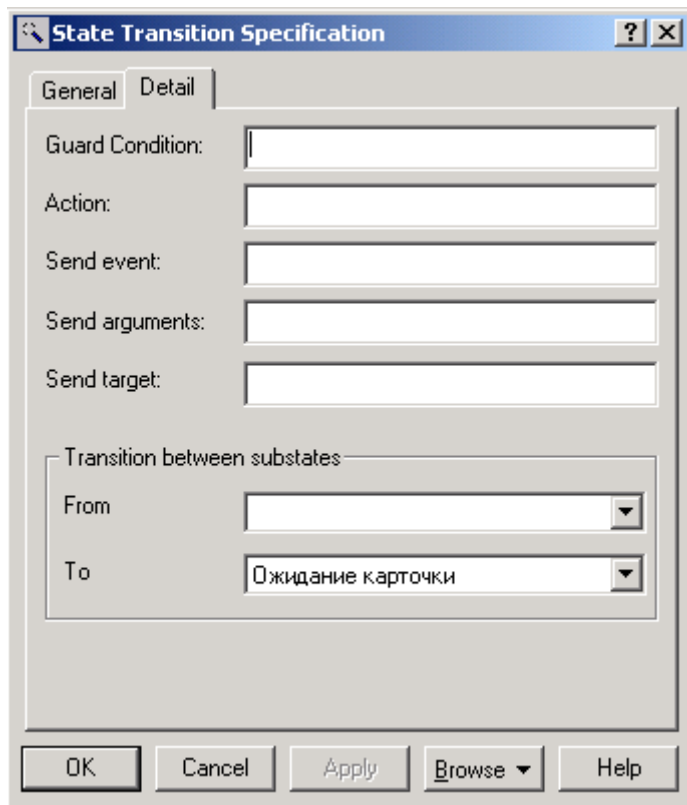 State Transition Specification
General Detail
Guard Condition:
Action:
Send event:
Send arguments:
Send target:
Transition between substates
From
To Ожидание карточки
OK Cancel Apply Browse Help